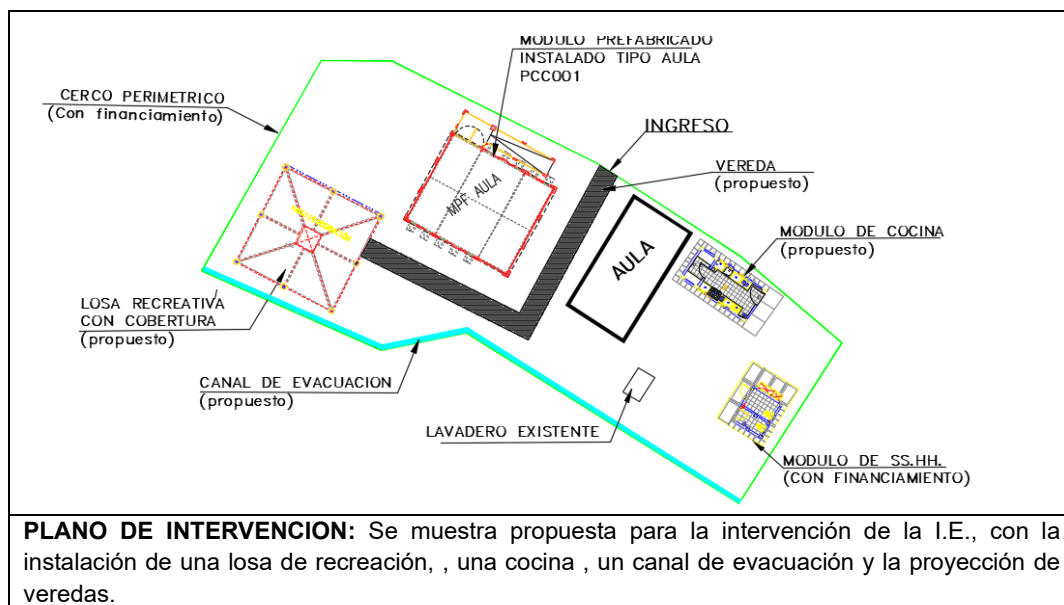 MODULO PREFABRICADO
INSTALADO TIPO AULA
PCC001
CERCO PERIMETRICO
(Con financiamiento)
INGRESO
VEREDA
(propuesto)
MODULO DE COCINA
(propuesto)
MPF AULA
AULA
LOSA RECREATIVA
CON COBERTURA
(propuesto)
CANAL DE EVACUACION
(propuesto)
LAVADERO EXISTENTE
MODULO DE SS.HH.
(CON FINANCIAMIENTO)
PLANO DE INTERVENCION: Se muestra propuesta para la intervención de la I.E., con la
instalación de una losa de recreación, , una cocina , un canal de evacuación y la proyección de
veredas.